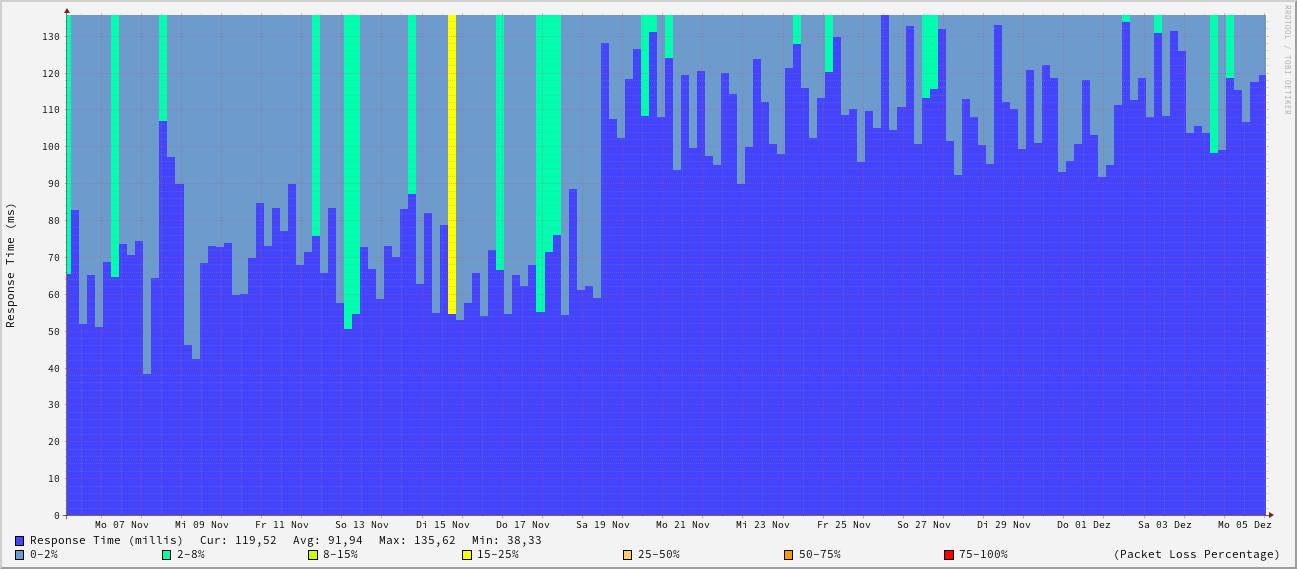 RRDTOOL / TOBI OETIKER
Response Time (ms)
130
120
110
100
90
80
70
60
50
40
30
20
10
0
Mo 07 Nov Mi 09 Nov Fr 11 Nov So 13 Nov Di 15 Nov Do 17 Nov Sa 19 Nov Mo 21 Nov Mi 23 Nov Fr 25 Nov So 27 Nov Di 29 Nov Do 01 Dez Sa 03 Dez Mo 05 Dez
Response Time (millis) Cur: 119,52 Avg: 91,94 Max: 135,62 Min: 38,33
0-2% 2-8% 8-15% 15-25% 25-50% 50-75% 75-100% (Packet Loss Percentage)